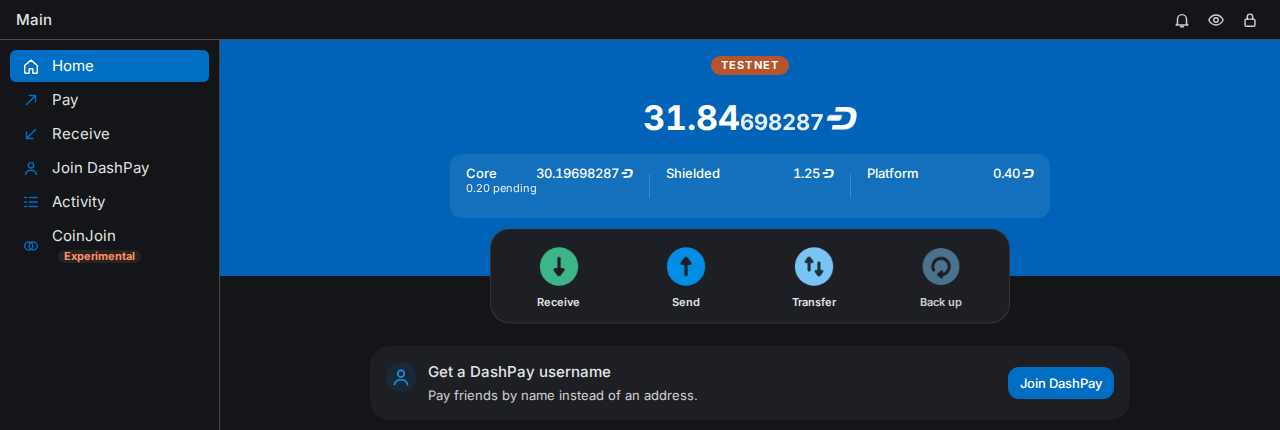 Main
Home
Pay
Receive
Join DashPay
Activity
CoinJoin
Experimental
TESTNET
31.84698287
Core 30.19698287
0.20 pending
Shielded 1.25
Platform 0.40
Receive
Send
Transfer
Back up
Get a DashPay username
Pay friends by name instead of an address.
Join DashPay